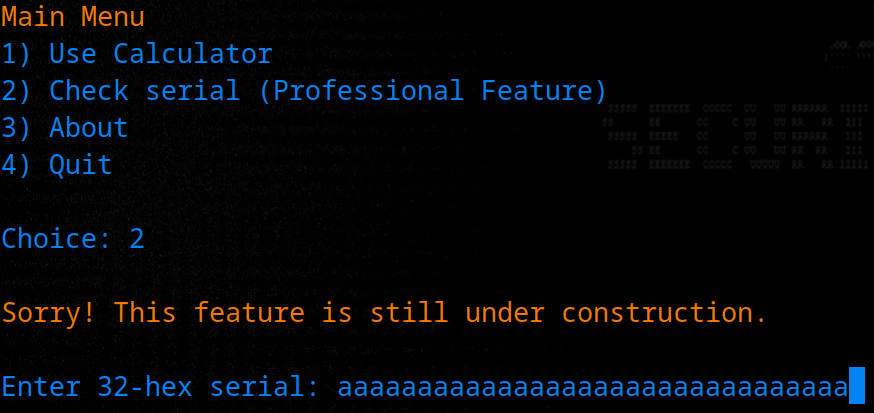 Main Menu
1) Use Calculator
2) Check serial (Professional Feature)
3) About
4) Quit
Choice: 2
Sorry! This feature is still under construction.
Enter 32-hex serial: aaaaaaaaaaaaaaaaaaaaaaaaaaaaaaaa